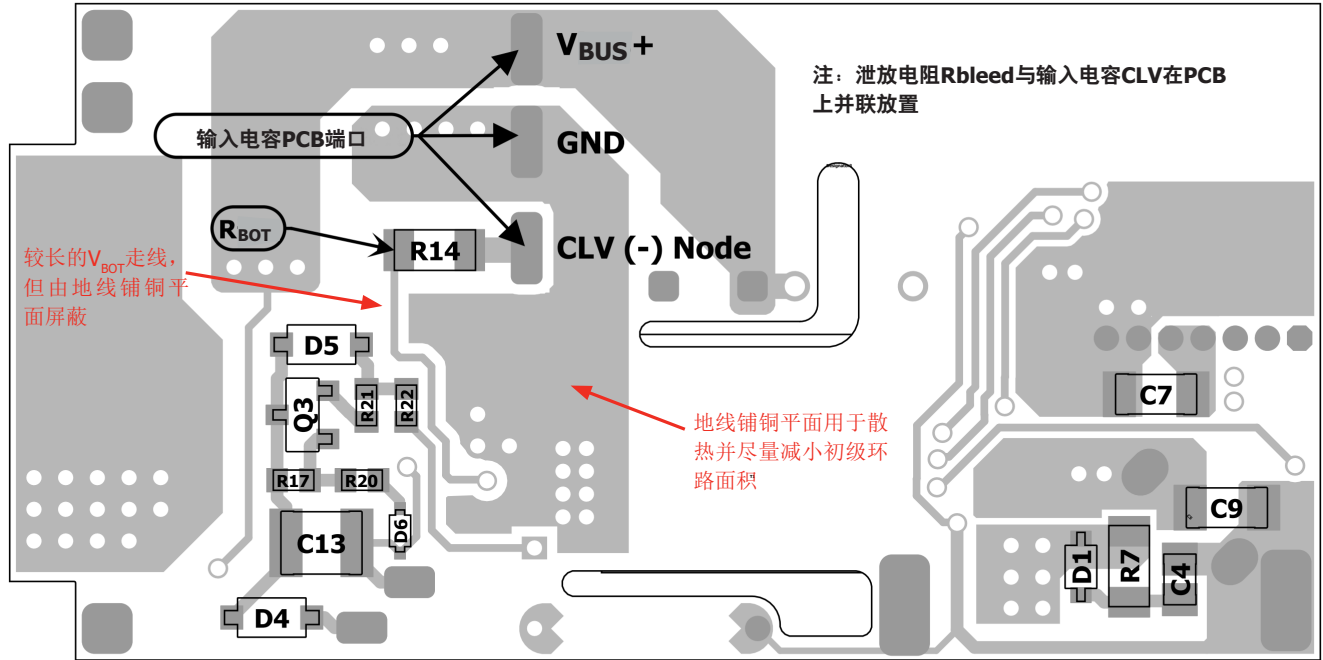 V_BUS +
注：泄放电阻Rbleed与输入电容CLV在PCB
上并联放置
输入电容PCB端口
GND
R_BOT
R14
CLV (-) Node
较长的V_BOT走线，
但由地线铺铜平
面屏蔽
D5
C7
Q3
R21
R22
地线铺铜平面用于散
热并尽量减小初级环
路面积
R17
R20
C9
D6
C13
D1
R7
C4
D4